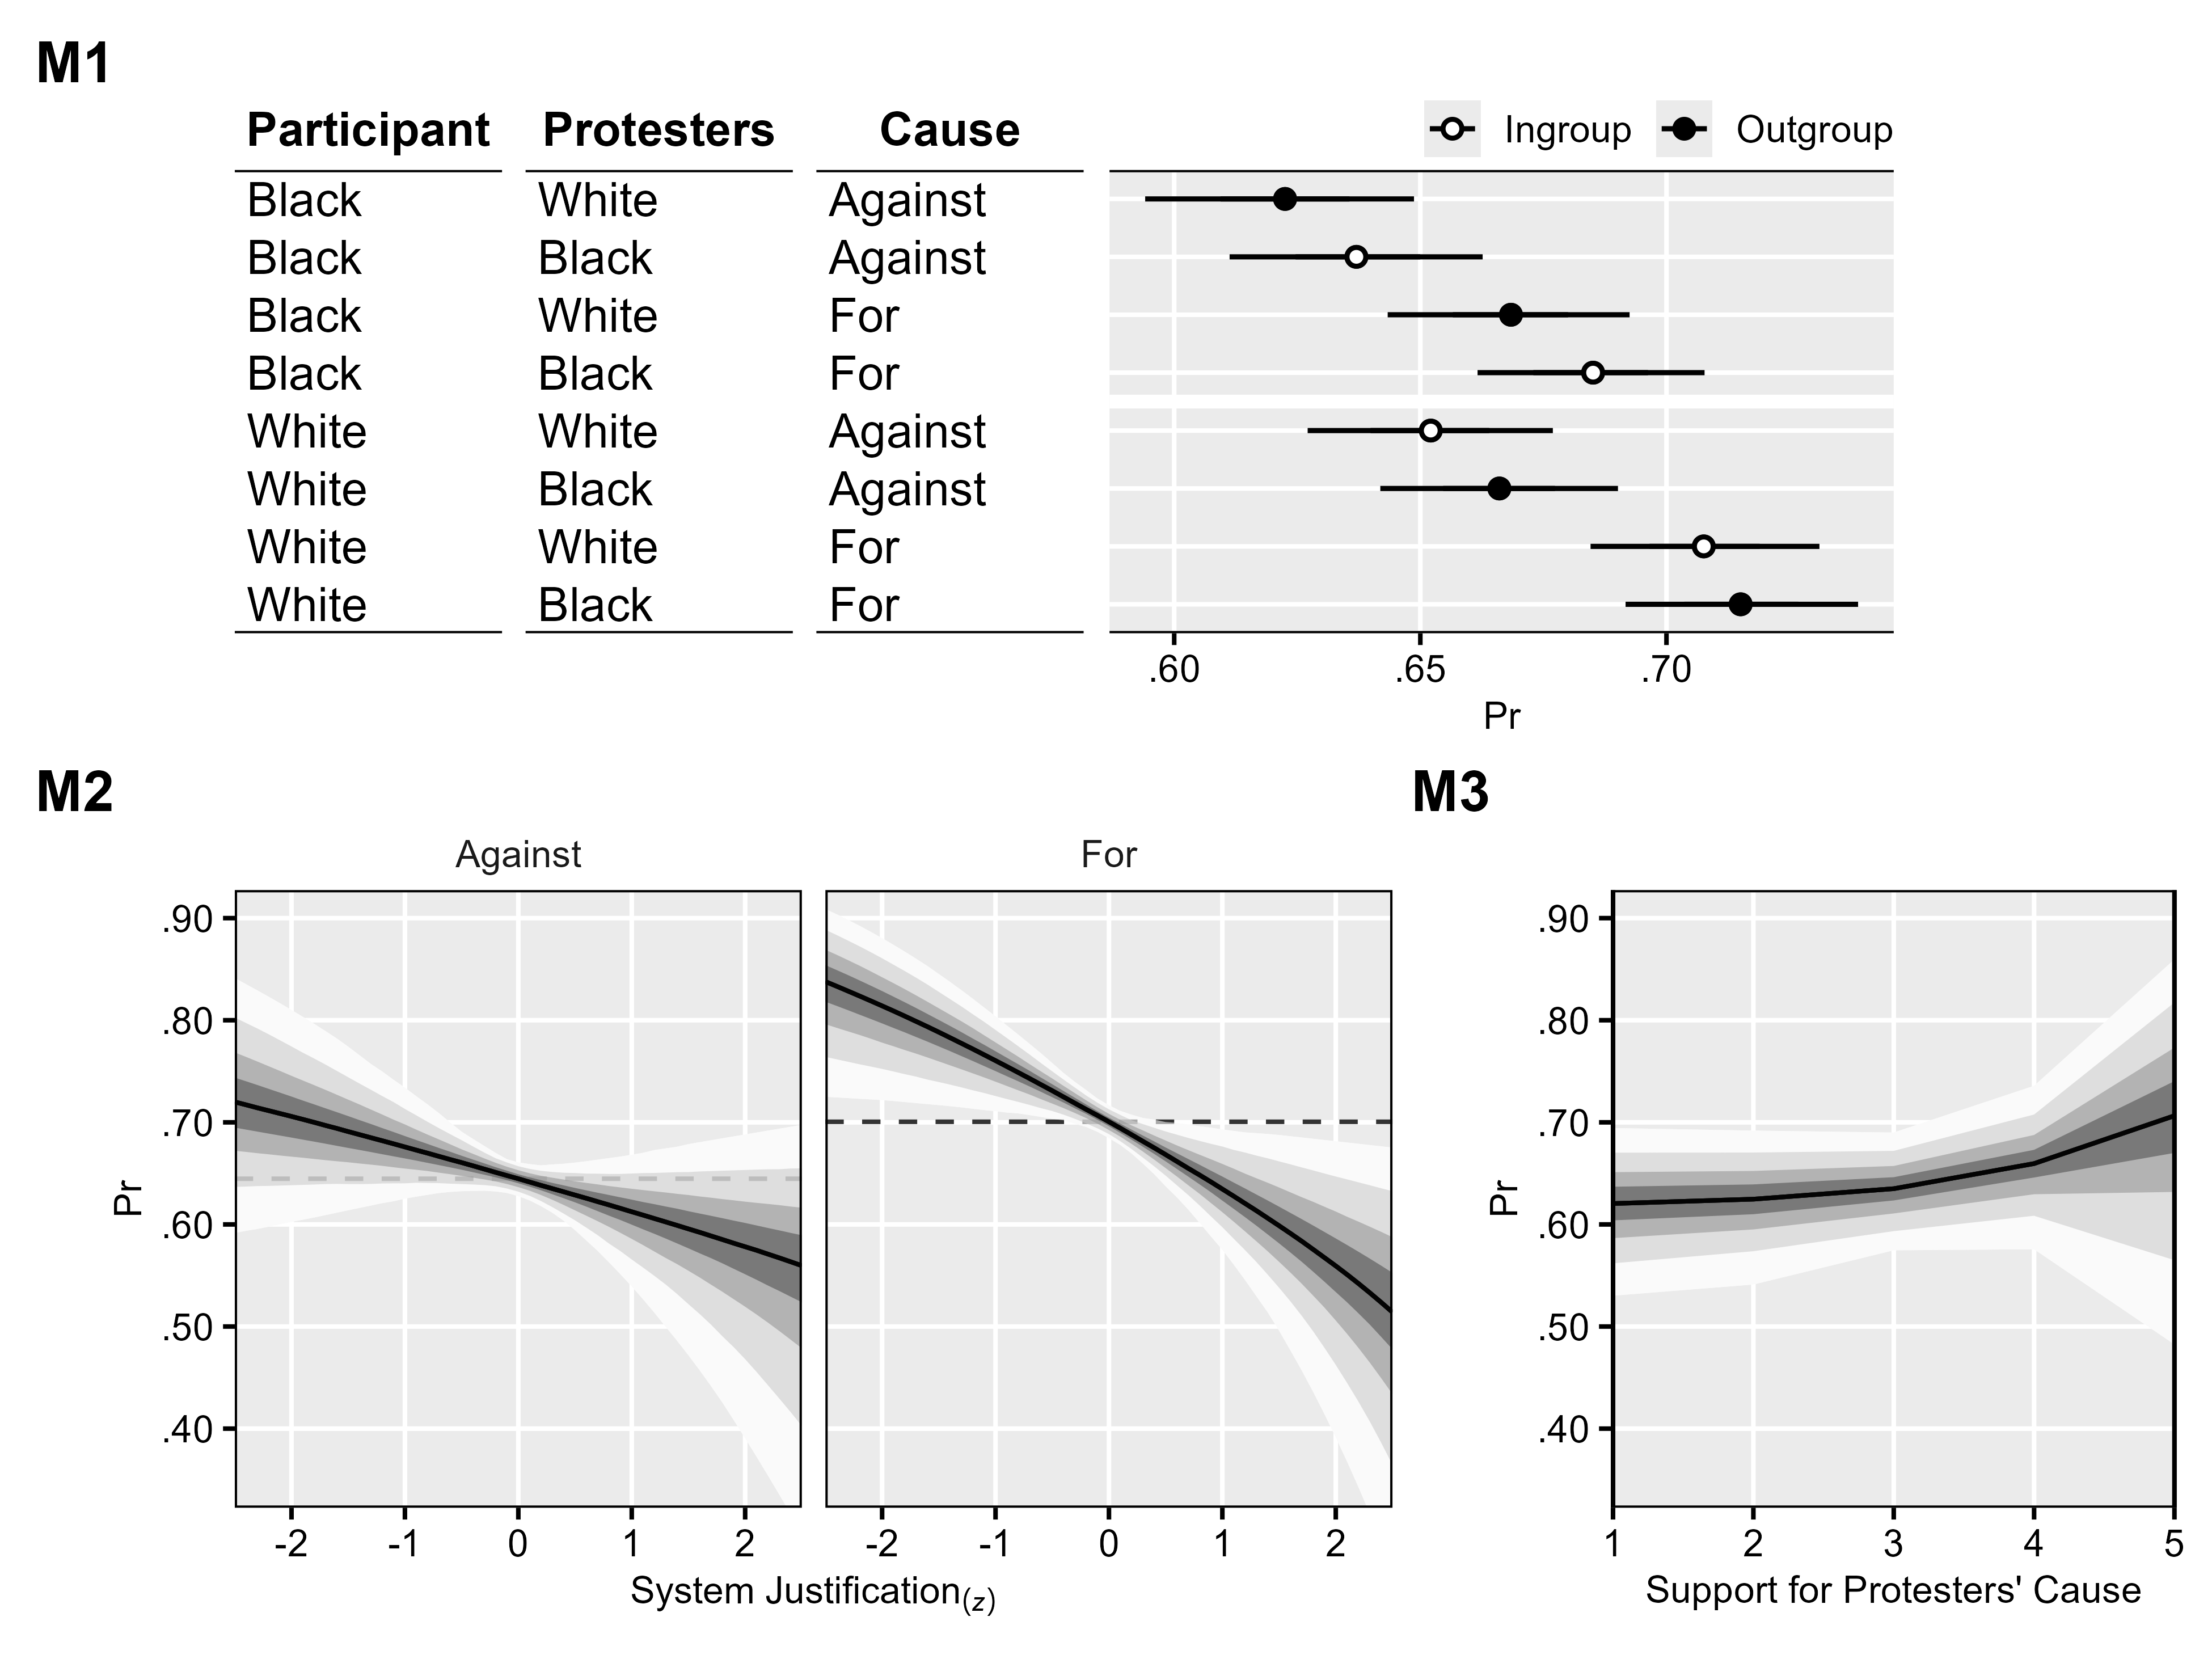 M1
Participant Protesters Cause Ingroup Outgroup
Black White Against
Black Black Against
Black White For
Black Black For
White White Against
White Black Against
White White For
White Black For
.60 .65 .70
Pr
M2
Against For
.90
.80
.70
.60
.50
.40
Pr
-2 -1 0 1 2 -2 -1 0 1 2
System Justification(z)
M3
.90
.80
.70
.60
.50
.40
Pr
1 2 3 4 5
Support for Protesters' Cause